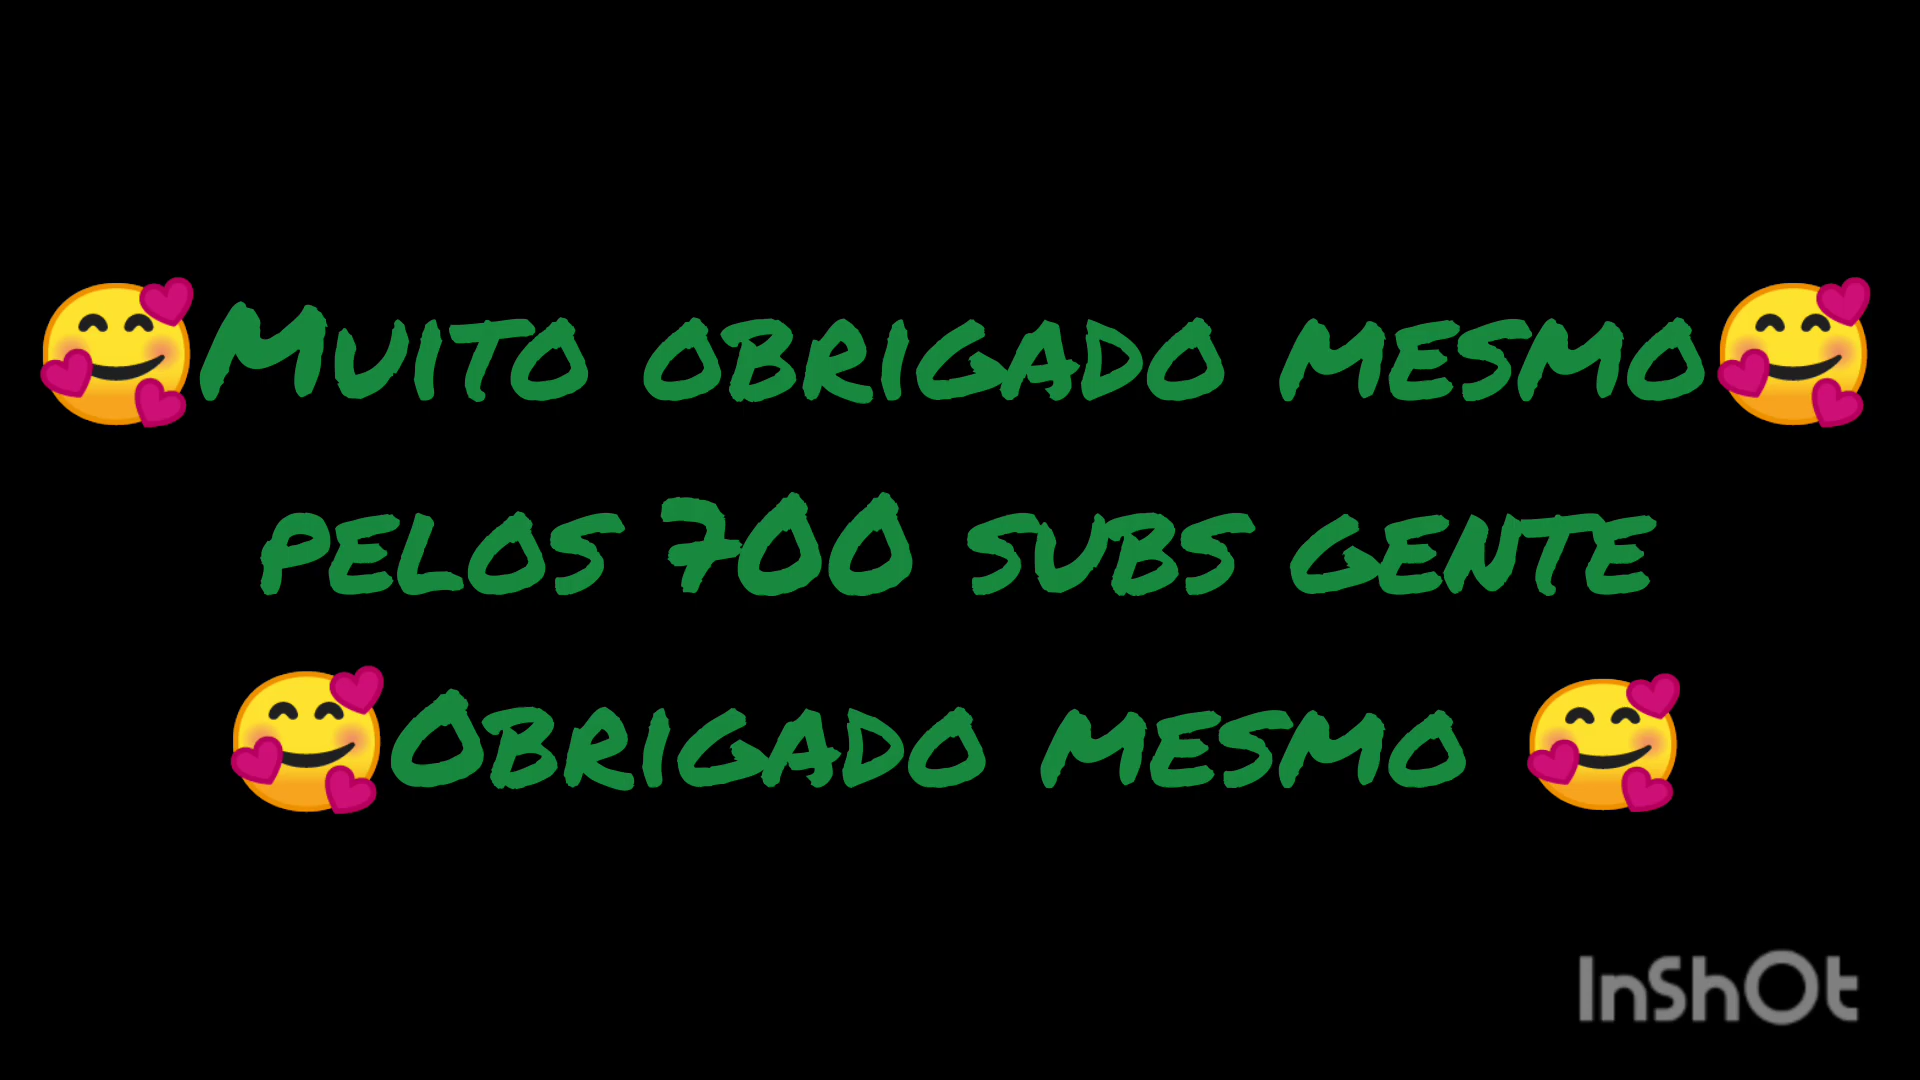 🥰Muito obrigado mesmo🥰
pelos 700 subs gente
🥰Obrigado mesmo 🥰
InShOt